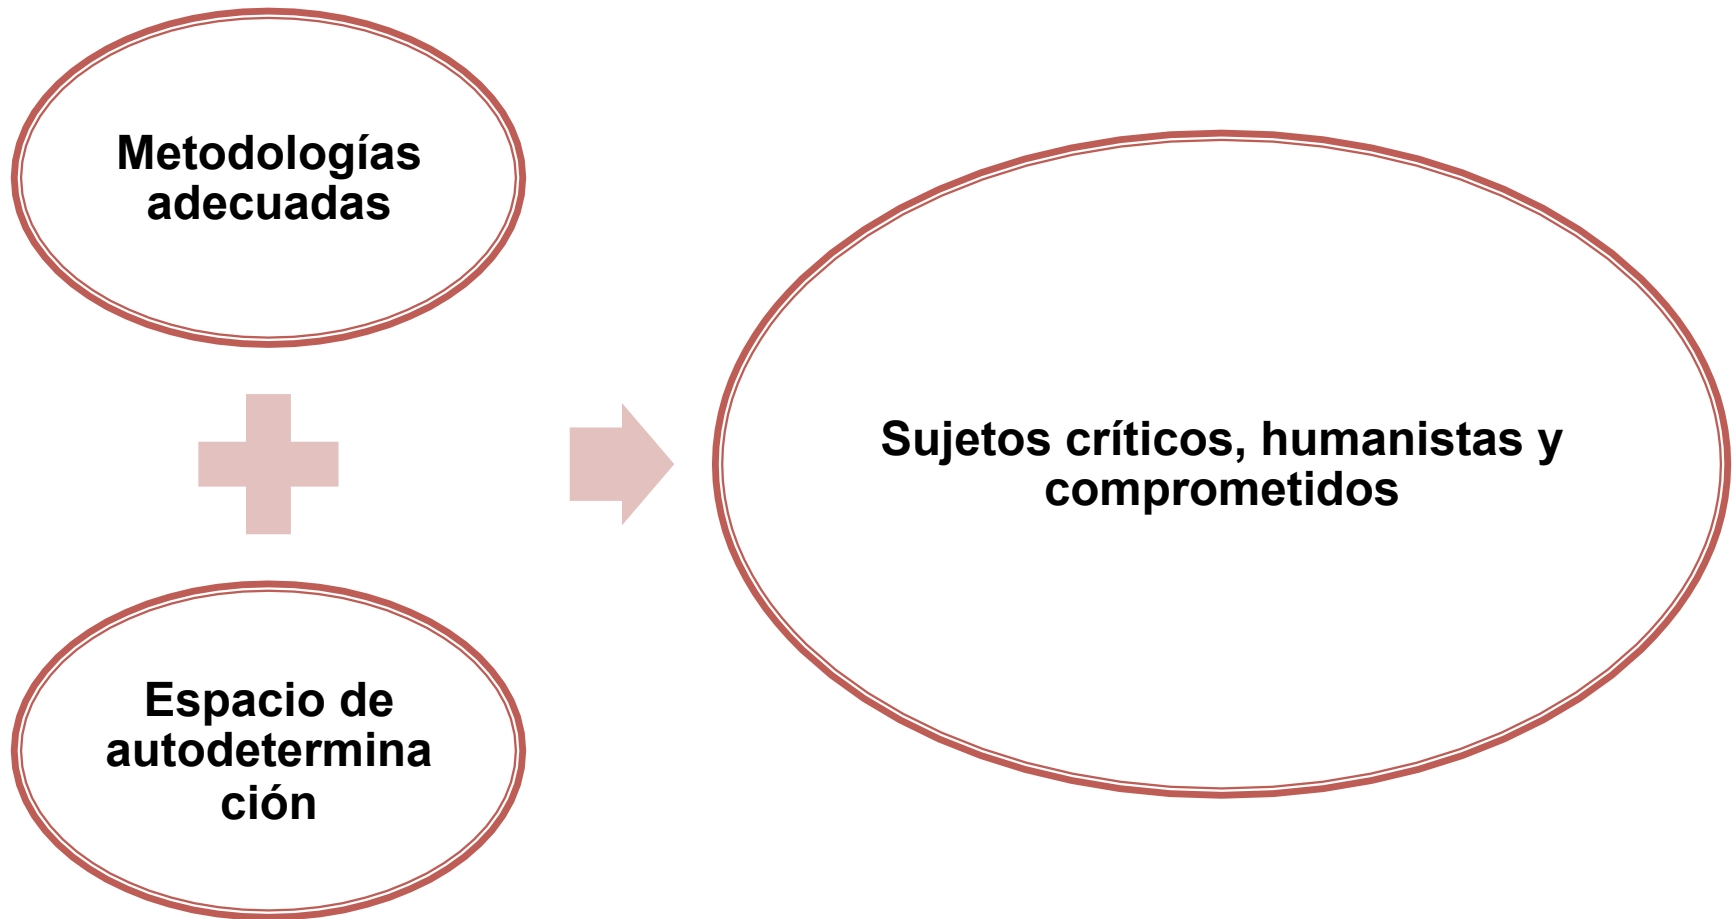 Metodologías
adecuadas
Sujetos críticos, humanistas y
comprometidos
Espacio de
autodetermina
ción